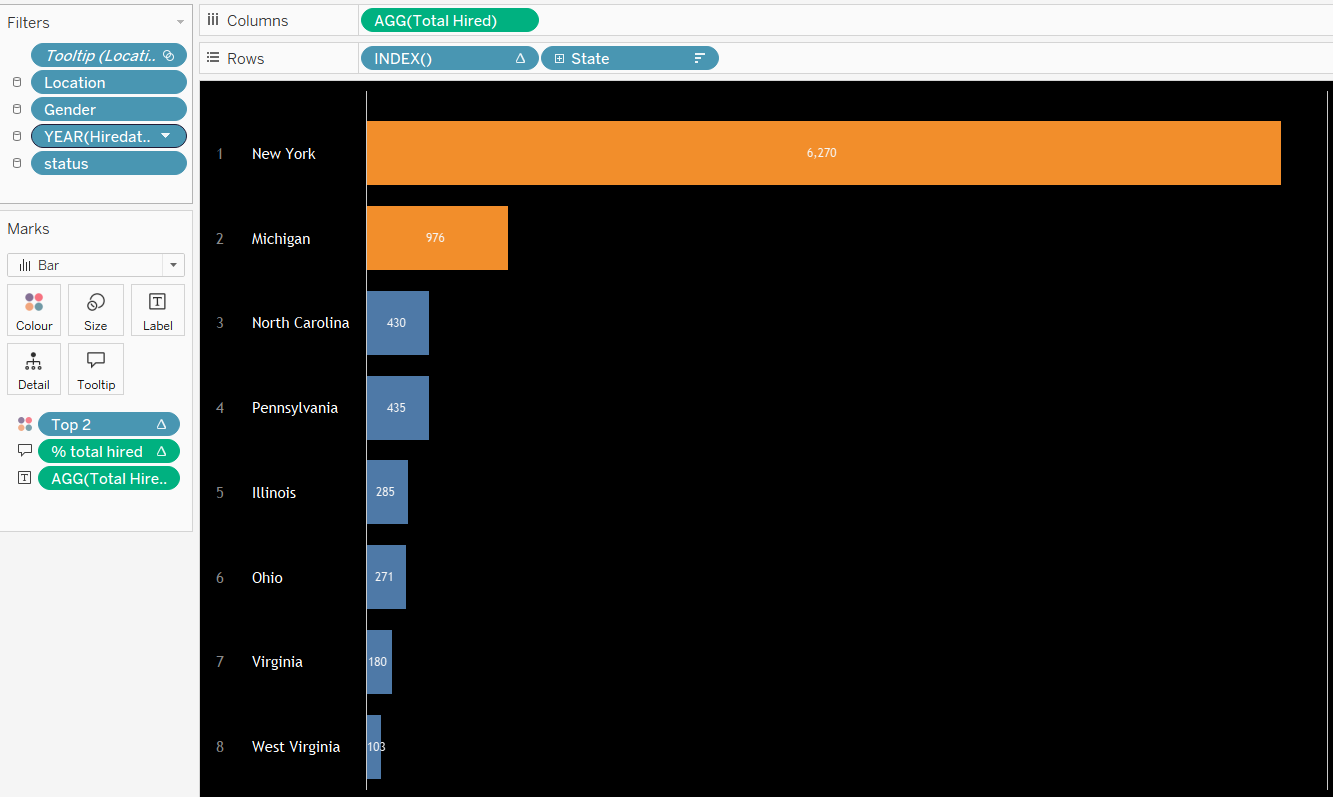 Filters
Tooltip (Locati..
Location
Gender
YEAR(Hiredat..
status
Marks
Bar
Colour Size Label
Detail Tooltip
Top 2
% total hired
AGG(Total Hire..
Columns AGG(Total Hired)
Rows INDEX() State
1 New York 6,270
2 Michigan 976
3 North Carolina 430
4 Pennsylvania 435
5 Illinois 285
6 Ohio 271
7 Virginia 180
8 West Virginia 103